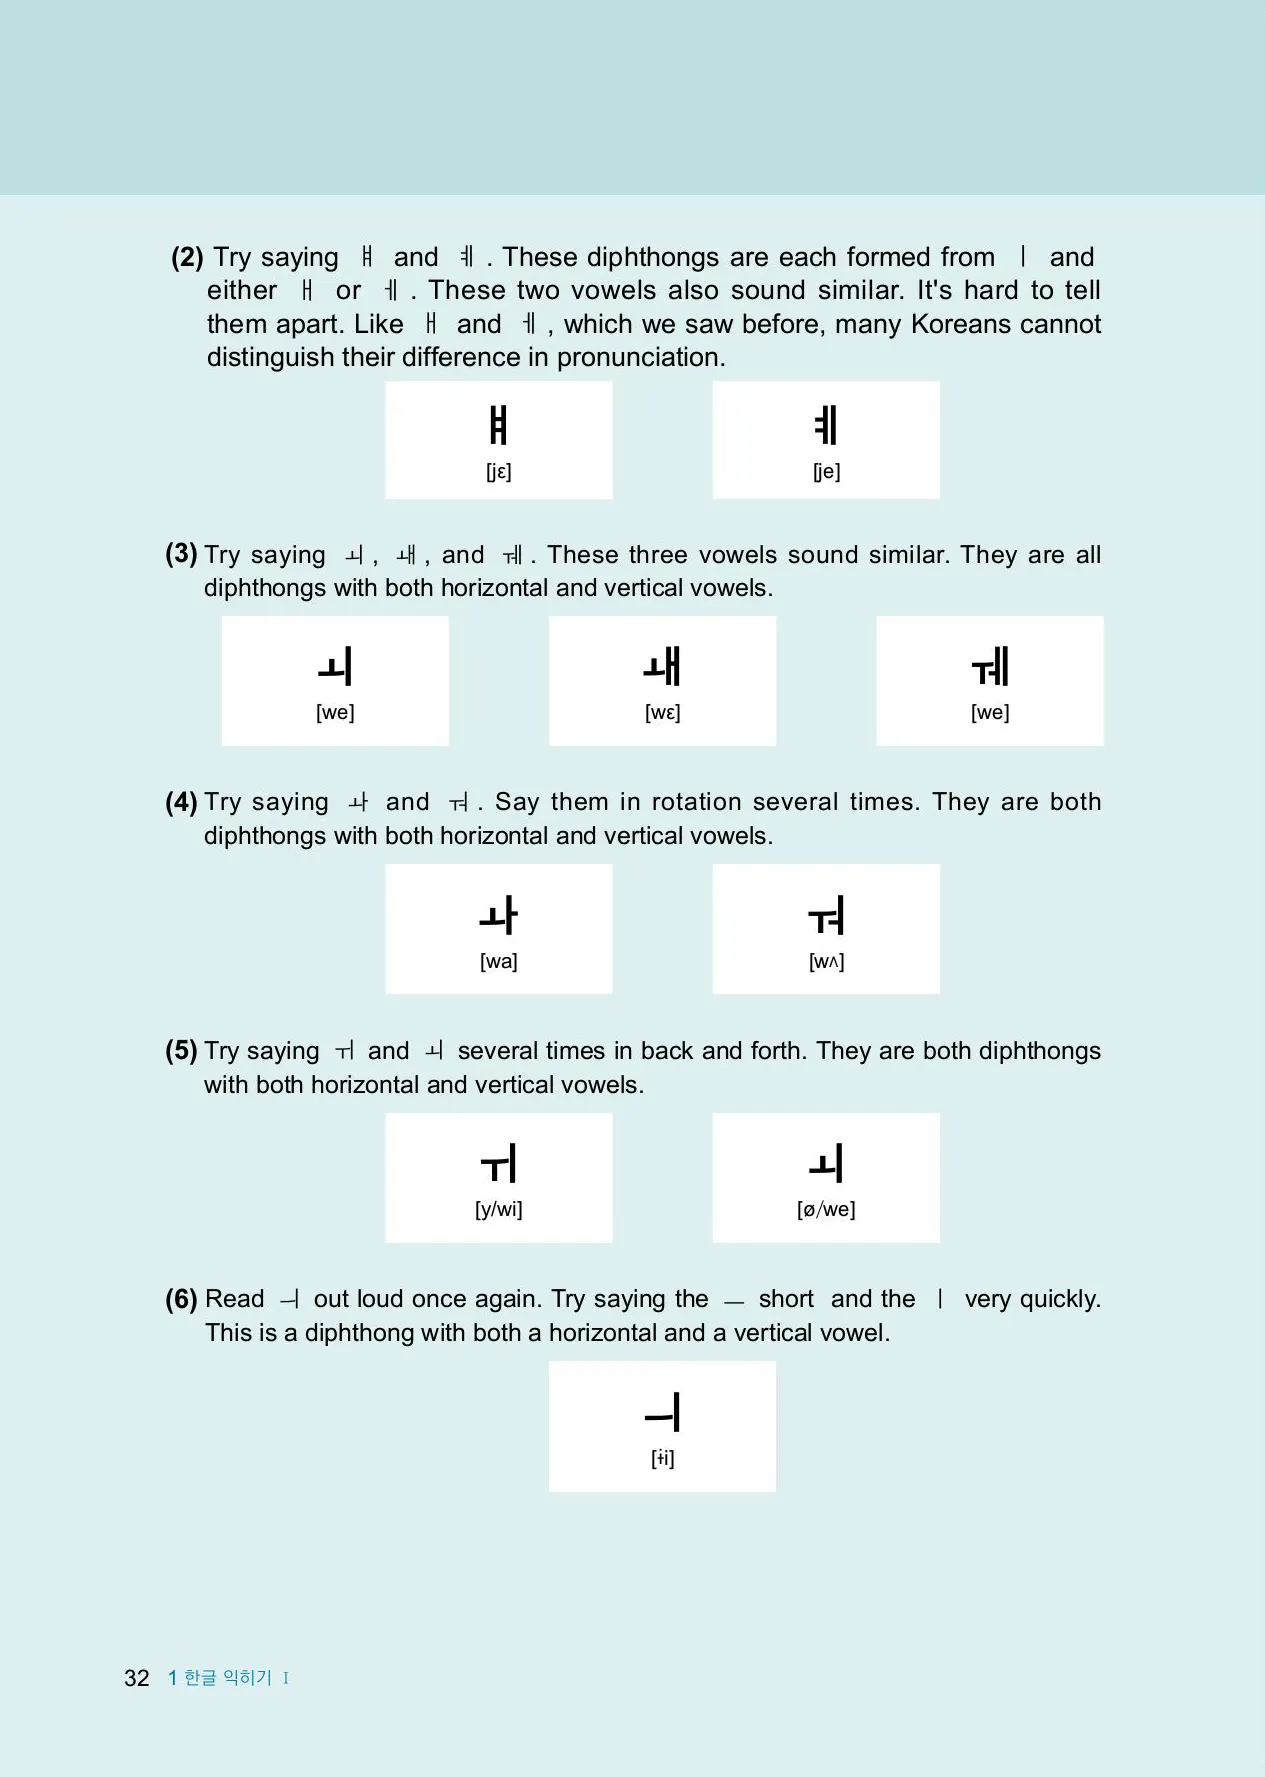 (2) Try saying ㅒ and ㅖ. These diphthongs are each formed from ㅣ and
either ㅐ or ㅔ. These two vowels also sound similar. It's hard to tell
them apart. Like ㅐ and ㅔ, which we saw before, many Koreans cannot
distinguish their difference in pronunciation.
ㅒ ㅖ
[jɛ] [je]
(3) Try saying ㅚ, ㅙ, and ㅞ. These three vowels sound similar. They are all
diphthongs with both horizontal and vertical vowels.
ㅚ ㅙ ㅞ
[we] [wɛ] [we]
(4) Try saying ㅘ and ㅝ. Say them in rotation several times. They are both
diphthongs with both horizontal and vertical vowels.
ㅘ ㅝ
[wa] [wʌ]
(5) Try saying ㅟ and ㅚ several times in back and forth. They are both diphthongs
with both horizontal and vertical vowels.
ㅟ ㅚ
[y/wi] [ø/we]
(6) Read ㅢ out loud once again. Try saying the ㅡ short and the ㅣ very quickly.
This is a diphthong with both a horizontal and a vertical vowel.
ㅢ
[ɨi]
32 1 한글 익히기 Ⅰ